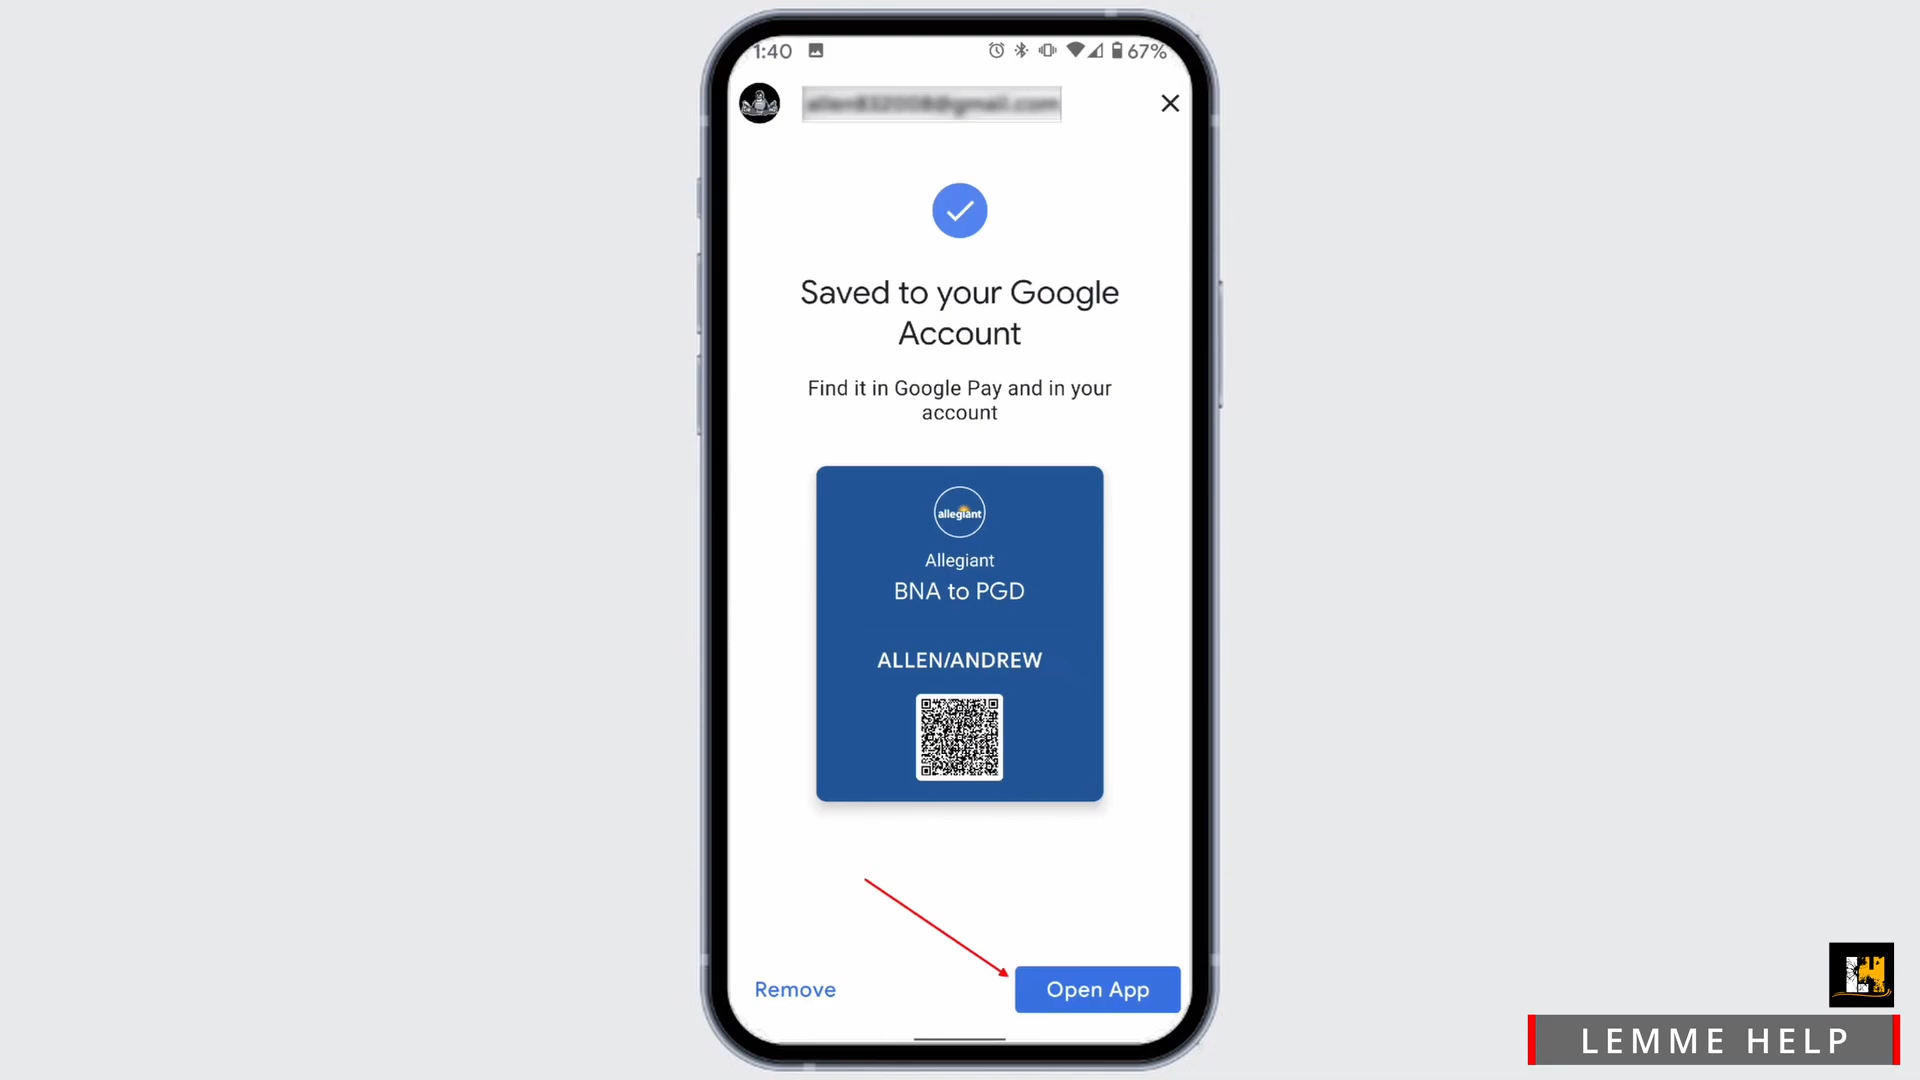 1:40
67%
Saved to your Google
Account
Find it in Google Pay and in your
account
allegiant
Allegiant
BNA to PGD
ALLEN/ANDREW
Remove
Open App
LEMME HELP